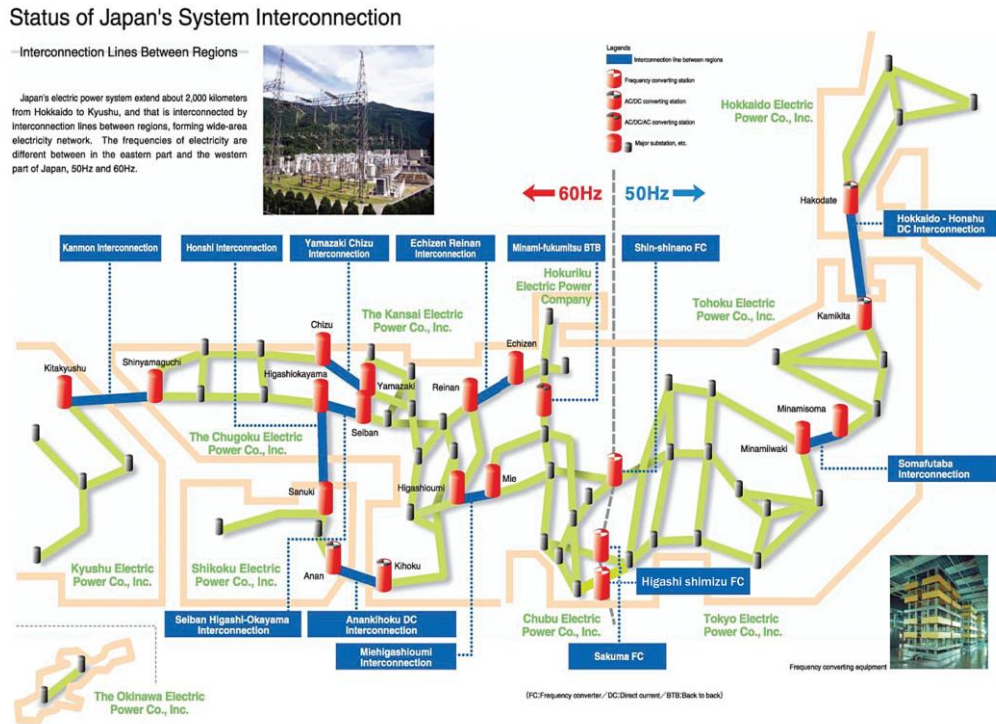 Status of Japan's System Interconnection
Interconnection Lines Between Regions
Japan's electric power system extend about 2,000 kilometers
from Hokkaido to Kyushu, and that is interconnected by
interconnection lines between regions, forming wide-area
electricity network. The frequencies of electricity are
different between in the eastern part and the western
part of Japan, 50Hz and 60Hz.
Legends
Interconnection line between regions
Frequency converting station
AC/DC converting station
AC/DC/AC converting station
Major substation, etc.
60Hz
50Hz
Hokkaido Electric
Power Co., Inc.
Hakodate
Hokkaido - Honshu
DC Interconnection
Kanmon Interconnection
Honshi Interconnection
Yamazaki Chizu
Interconnection
Echizen Reinan
Interconnection
Minami-fukumitsu BTB
Shin-shinano FC
Hokuriku
Electric Power
Company
The Kansai Electric
Power Co., Inc.
Tohoku Electric
Power Co., Inc.
Kamikita
Chizu
Echizen
Shinyamaguchi
Kitakyushu
Higashiokayama
Yamazaki
Reinan
Seiban
Minamisoma
Minamiiwaki
The Chugoku Electric
Power Co., Inc.
Somafutaba
Interconnection
Sanuki
Higashioumi
Mie
Anan
Kihoku
Kyushu Electric
Power Co., Inc.
Shikoku Electric
Power Co., Inc.
Higashi shimizu FC
Seiban Higashi-Okayama
Interconnection
Anankihoku DC
Interconnection
Miehigashioumi
Interconnection
Chubu Electric
Power Co., Inc.
Tokyo Electric
Power Co., Inc.
Sakuma FC
Frequency converting equipment
The Okinawa Electric
Power Co., Inc.
(FC:Frequency converter／DC:Direct current／BTB:Back to back)